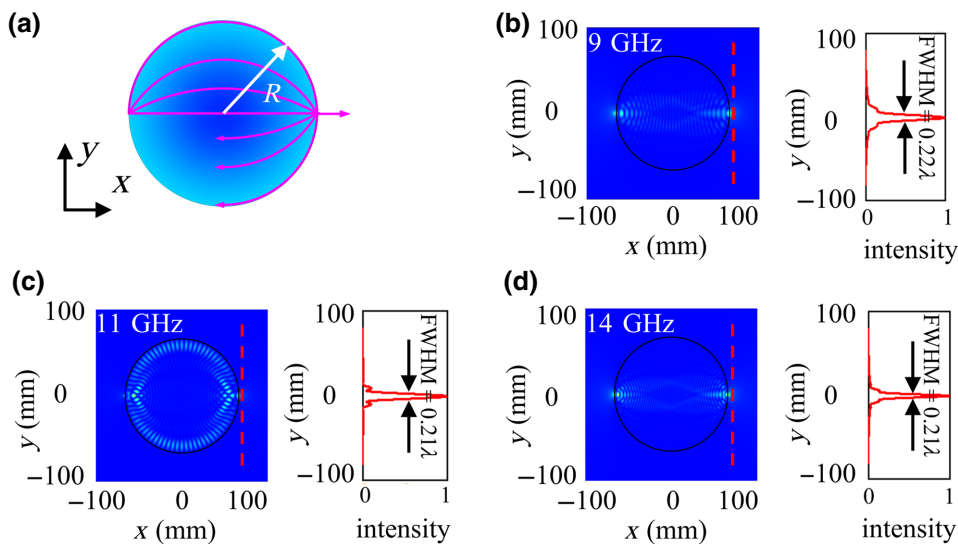 (a)
R
y
x
(b)
9 GHz
100
0
−100
y (mm)
−100
0
100
x (mm)
100
0
−100
y (mm)
FWHM = 0.22λ
0
1
intensity
(c)
11 GHz
100
0
−100
y (mm)
−100
0
100
x (mm)
100
0
−100
y (mm)
FWHM = 0.21λ
0
1
intensity
(d)
14 GHz
100
0
−100
y (mm)
−100
0
100
x (mm)
100
0
−100
y (mm)
FWHM = 0.21λ
0
1
intensity